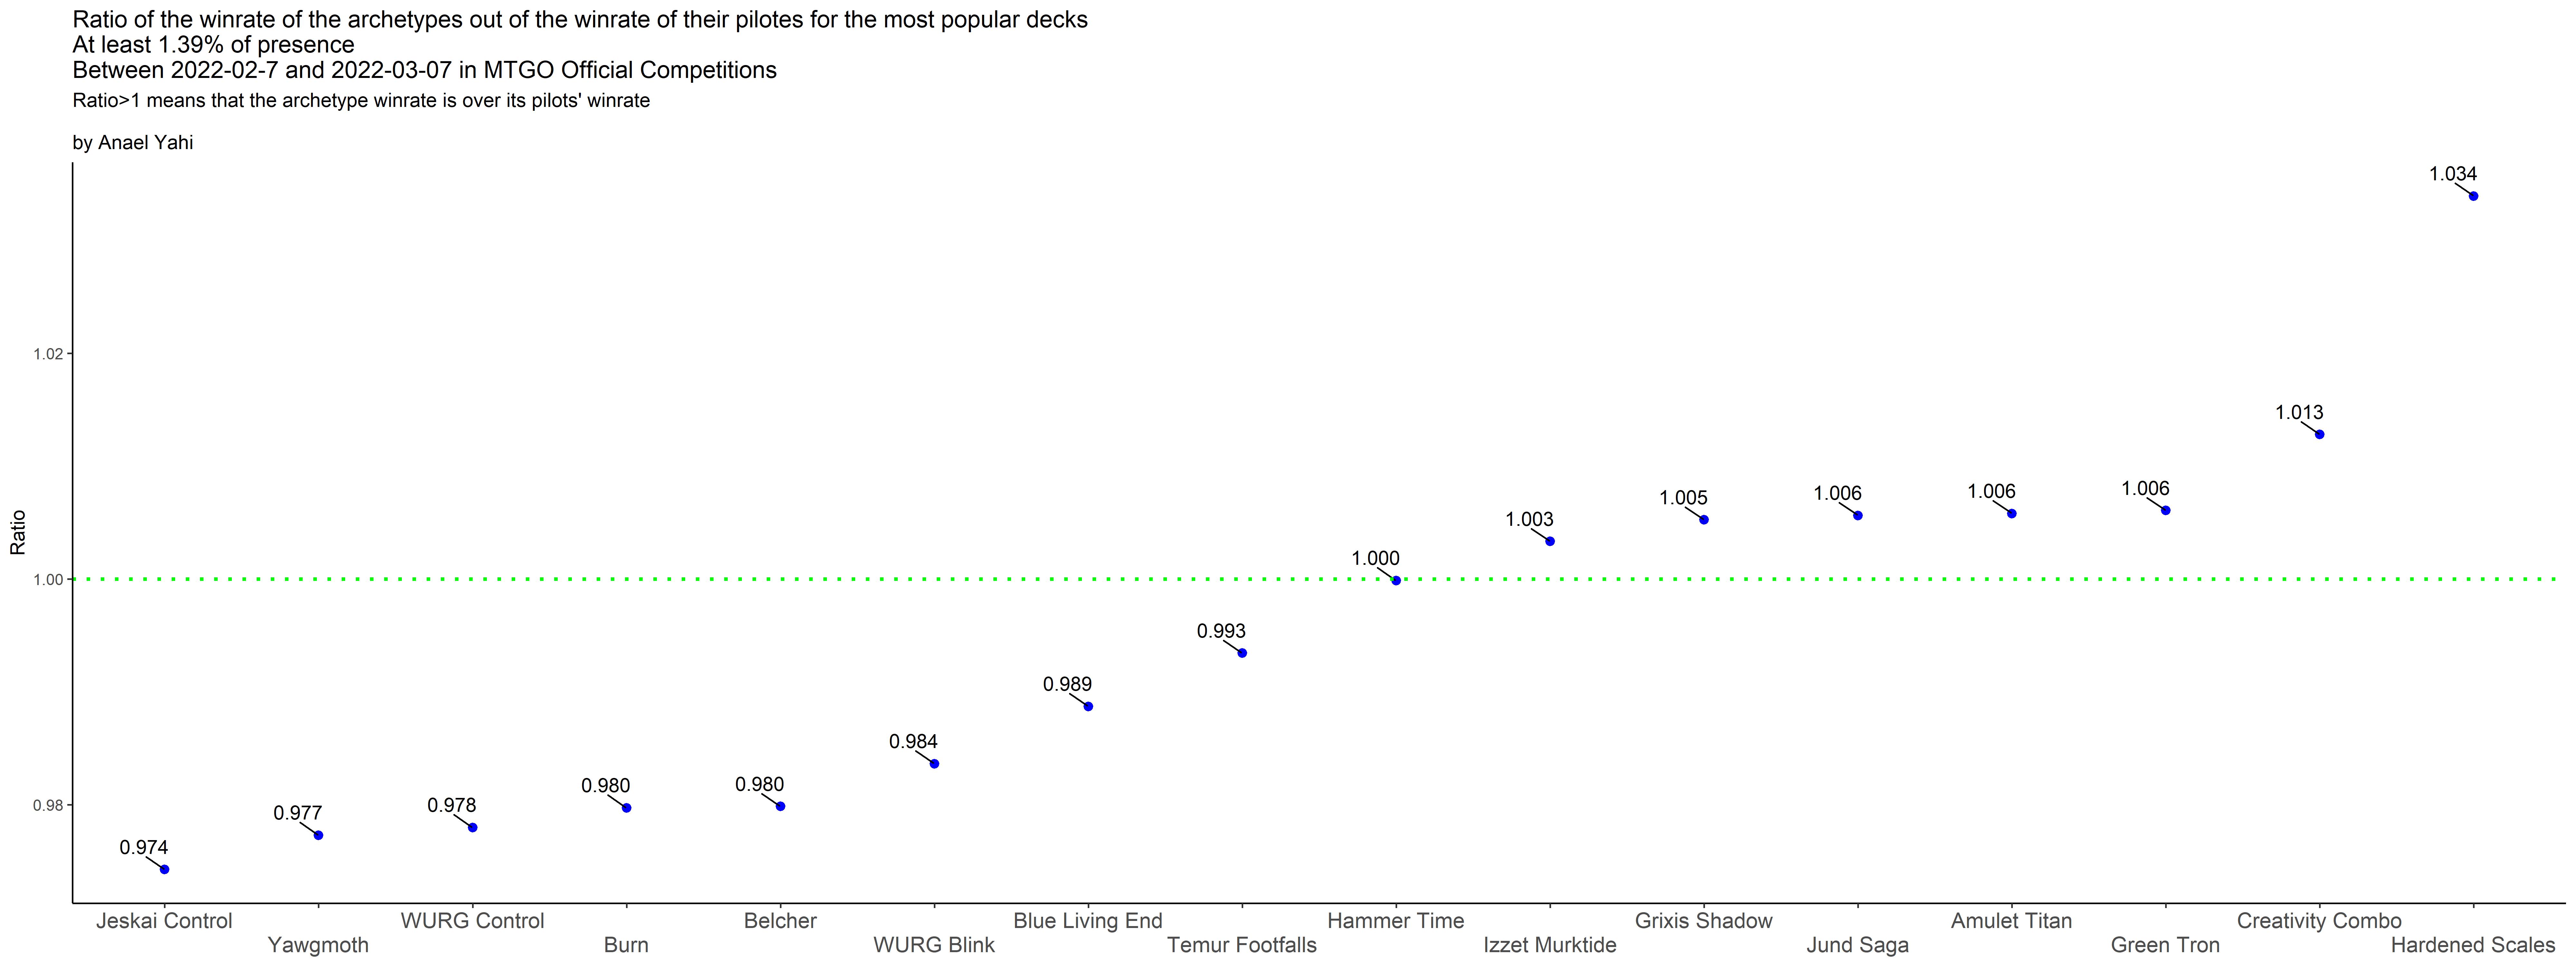 Ratio of the winrate of the archetypes out of the winrate of their pilotes for the most popular decks
At least 1.39% of presence
Between 2022-02-7 and 2022-03-07 in MTGO Official Competitions
Ratio>1 means that the archetype winrate is over its pilots' winrate
by Anael Yahi
Ratio
1.02
1.00
0.98
0.974
0.977
0.978
0.980
0.980
0.984
0.989
0.993
1.000
1.003
1.005
1.006
1.006
1.006
1.013
1.034
Jeskai Control
Yawgmoth
WURG Control
Burn
Belcher
WURG Blink
Blue Living End
Temur Footfalls
Hammer Time
Izzet Murktide
Grixis Shadow
Jund Saga
Amulet Titan
Green Tron
Creativity Combo
Hardened Scales